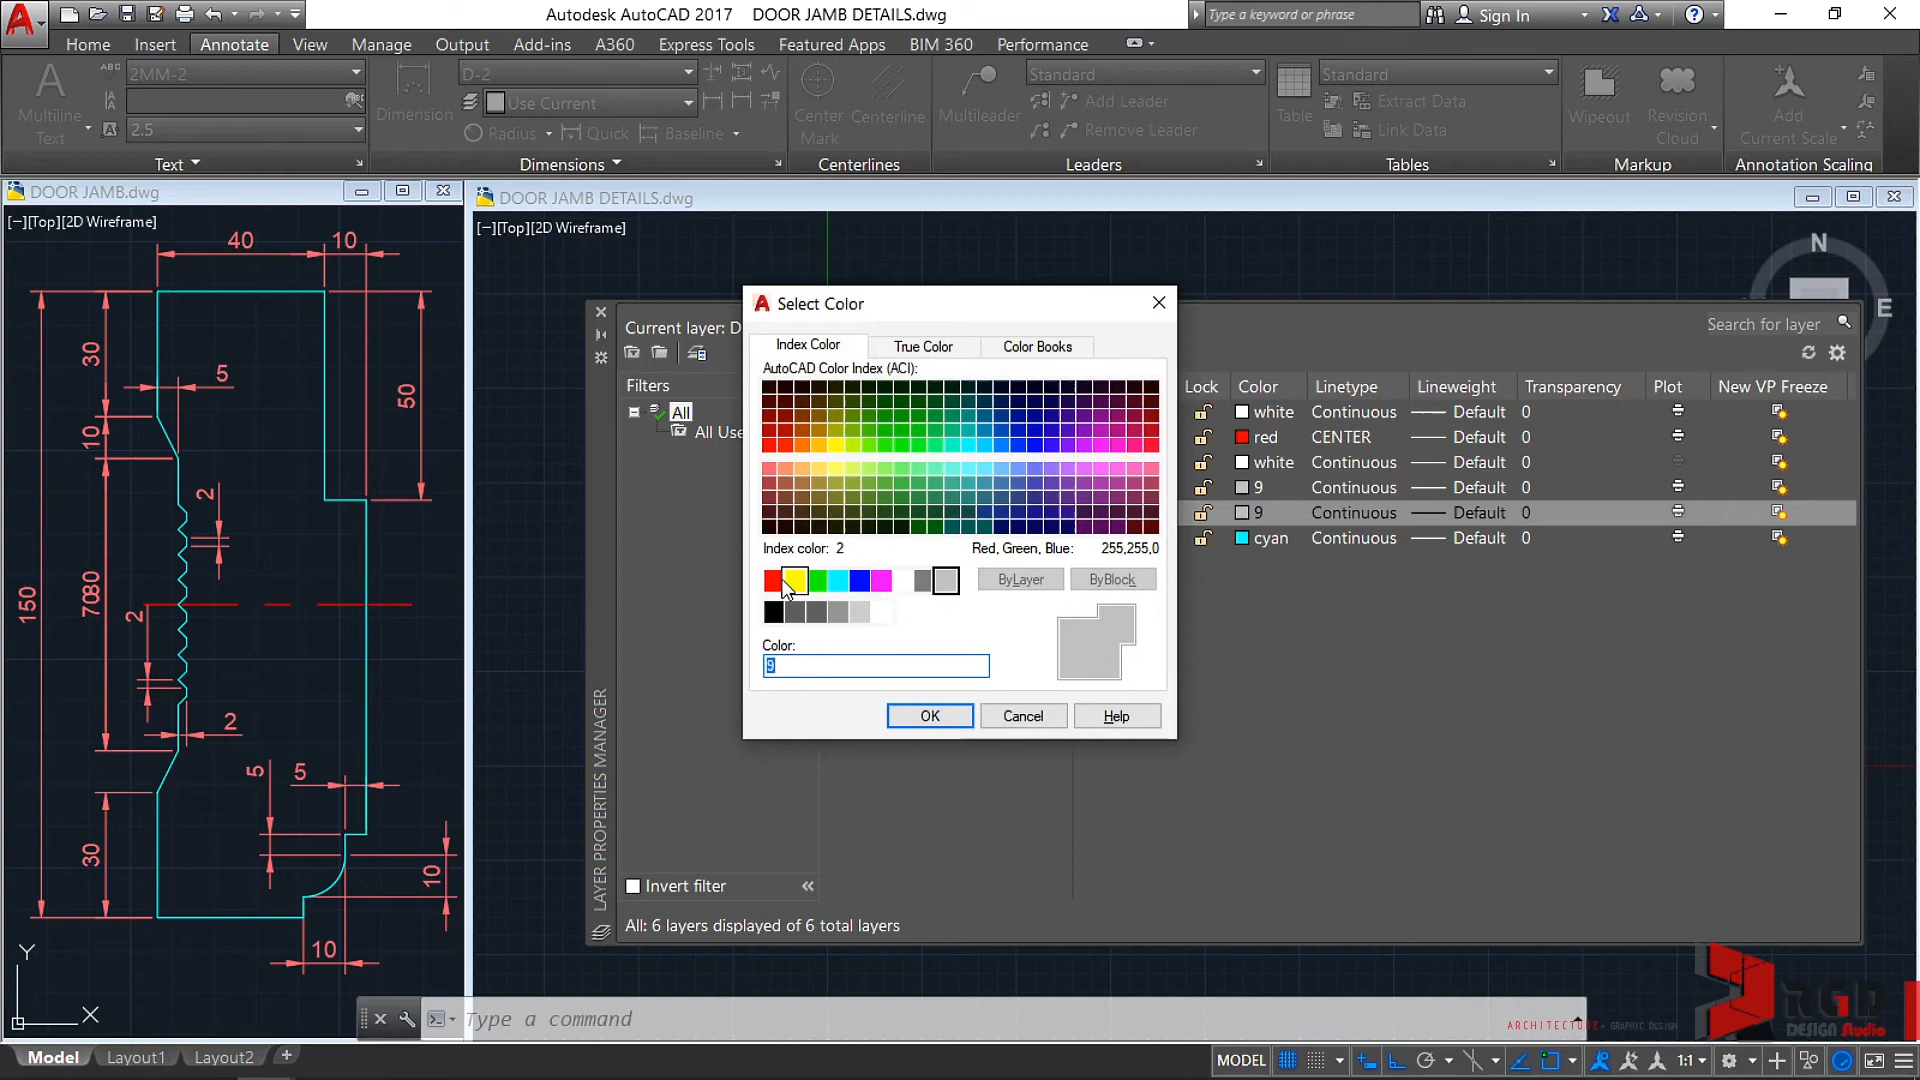 Autodesk AutoCAD 2017 DOOR JAMB DETAILS.dwg
Type a keyword or phrase
Sign In
Home Insert Annotate View Manage Output Add-ins A360 Express Tools Featured Apps BIM 360 Performance
Multiline Text
2MM-2
2.5
Dimension
D-2
Use Current
Radius Quick Baseline
Center Mark
Centerline
Multileader
Standard
Add Leader
Remove Leader
Table
Standard
Extract Data
Link Data
Wipeout
Revision Cloud
Add Current Scale
Text Dimensions Centerlines Leaders Tables Markup Annotation Scaling
DOOR JAMB.dwg
[−][Top][2D Wireframe]
40
10
30
5
50
10
2
150
70
80
2
2
5
5
30
10
10
Y
X
DOOR JAMB DETAILS.dwg
[−][Top][2D Wireframe]
N
E
LAYER PROPERTIES MANAGER
Current layer: D
Search for layer
Filters
All
All Use
Invert filter
All: 6 layers displayed of 6 total layers
Lock Color Linetype Lineweight Transparency Plot New VP Freeze
white Continuous Default 0
red CENTER Default 0
white Continuous Default 0
9 Continuous Default 0
9 Continuous Default 0
cyan Continuous Default 0
Select Color
Index Color True Color Color Books
AutoCAD Color Index (ACI):
Index color: 2 Red, Green, Blue: 255,255,0
ByLayer ByBlock
Color:
9
OK Cancel Help
Type a command
RGD
DESIGN Studio
ARCHITECTURE + GRAPHIC DESIGN
Model Layout1 Layout2 +
MODEL 1:1